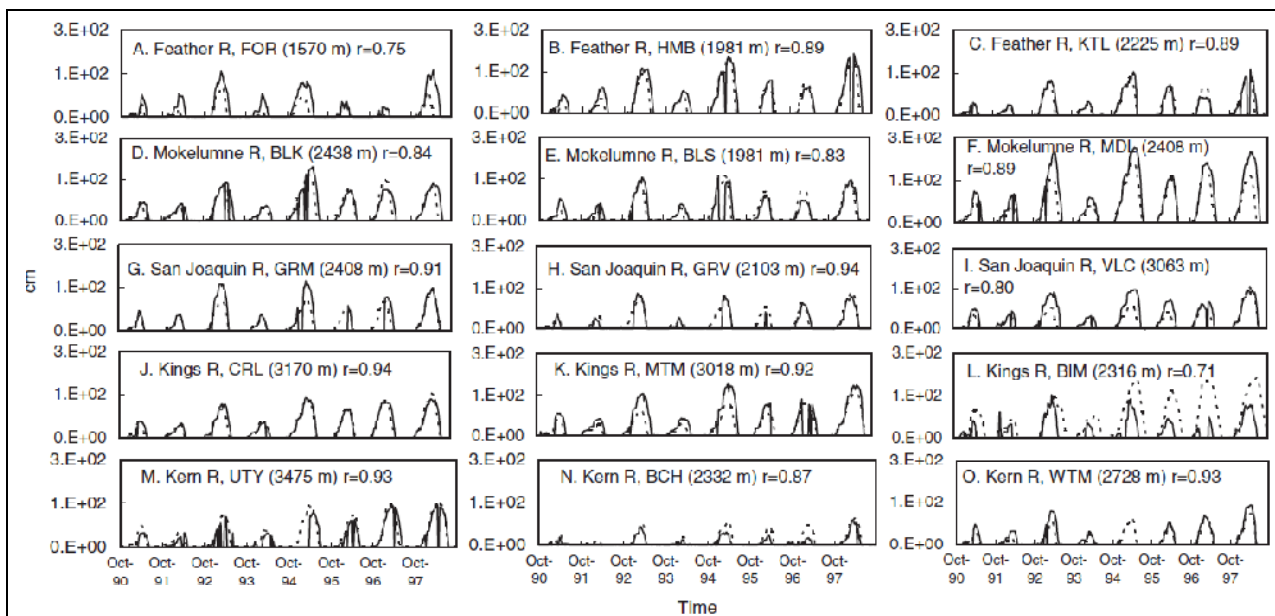 3.E+02
A. Feather R, FOR (1570 m) r=0.75
1.E+02
0.E+00
3.E+02
B. Feather R, HMB (1981 m) r=0.89
1.E+02
0.E+00
3.E+02
C. Feather R, KTL (2225 m) r=0.89
1.E+02
0.E+00
3.E+02
D. Mokelumne R, BLK (2438 m) r=0.84
1.E+02
0.E+00
3.E+02
E. Mokelumne R, BLS (1981 m) r=0.83
1.E+02
0.E+00
3.E+02
F. Mokelumne R, MDL (2408 m)
r=0.89
1.E+02
0.E+00
cm
3.E+02
G. San Joaquin R, GRM (2408 m) r=0.91
1.E+02
0.E+00
3.E+02
H. San Joaquin R, GRV (2103 m) r=0.94
1.E+02
0.E+00
3.E+02
I. San Joaquin R, VLC (3063 m)
r=0.80
1.E+02
0.E+00
3.E+02
J. Kings R, CRL (3170 m) r=0.94
1.E+02
0.E+00
3.E+02
K. Kings R, MTM (3018 m) r=0.92
1.E+02
0.E+00
3.E+02
L. Kings R, BIM (2316 m) r=0.71
1.E+02
0.E+00
3.E+02
M. Kern R, UTY (3475 m) r=0.93
1.E+02
0.E+00
3.E+02
N. Kern R, BCH (2332 m) r=0.87
1.E+02
0.E+00
3.E+02
O. Kern R, WTM (2728 m) r=0.93
1.E+02
0.E+00
Oct- Oct- Oct- Oct- Oct- Oct- Oct- Oct-
90 91 92 93 94 95 96 97
Oct- Oct- Oct- Oct- Oct- Oct- Oct- Oct-
90 91 92 93 94 95 96 97
Oct- Oct- Oct- Oct- Oct- Oct- Oct- Oct-
90 91 92 93 94 95 96 97
Time